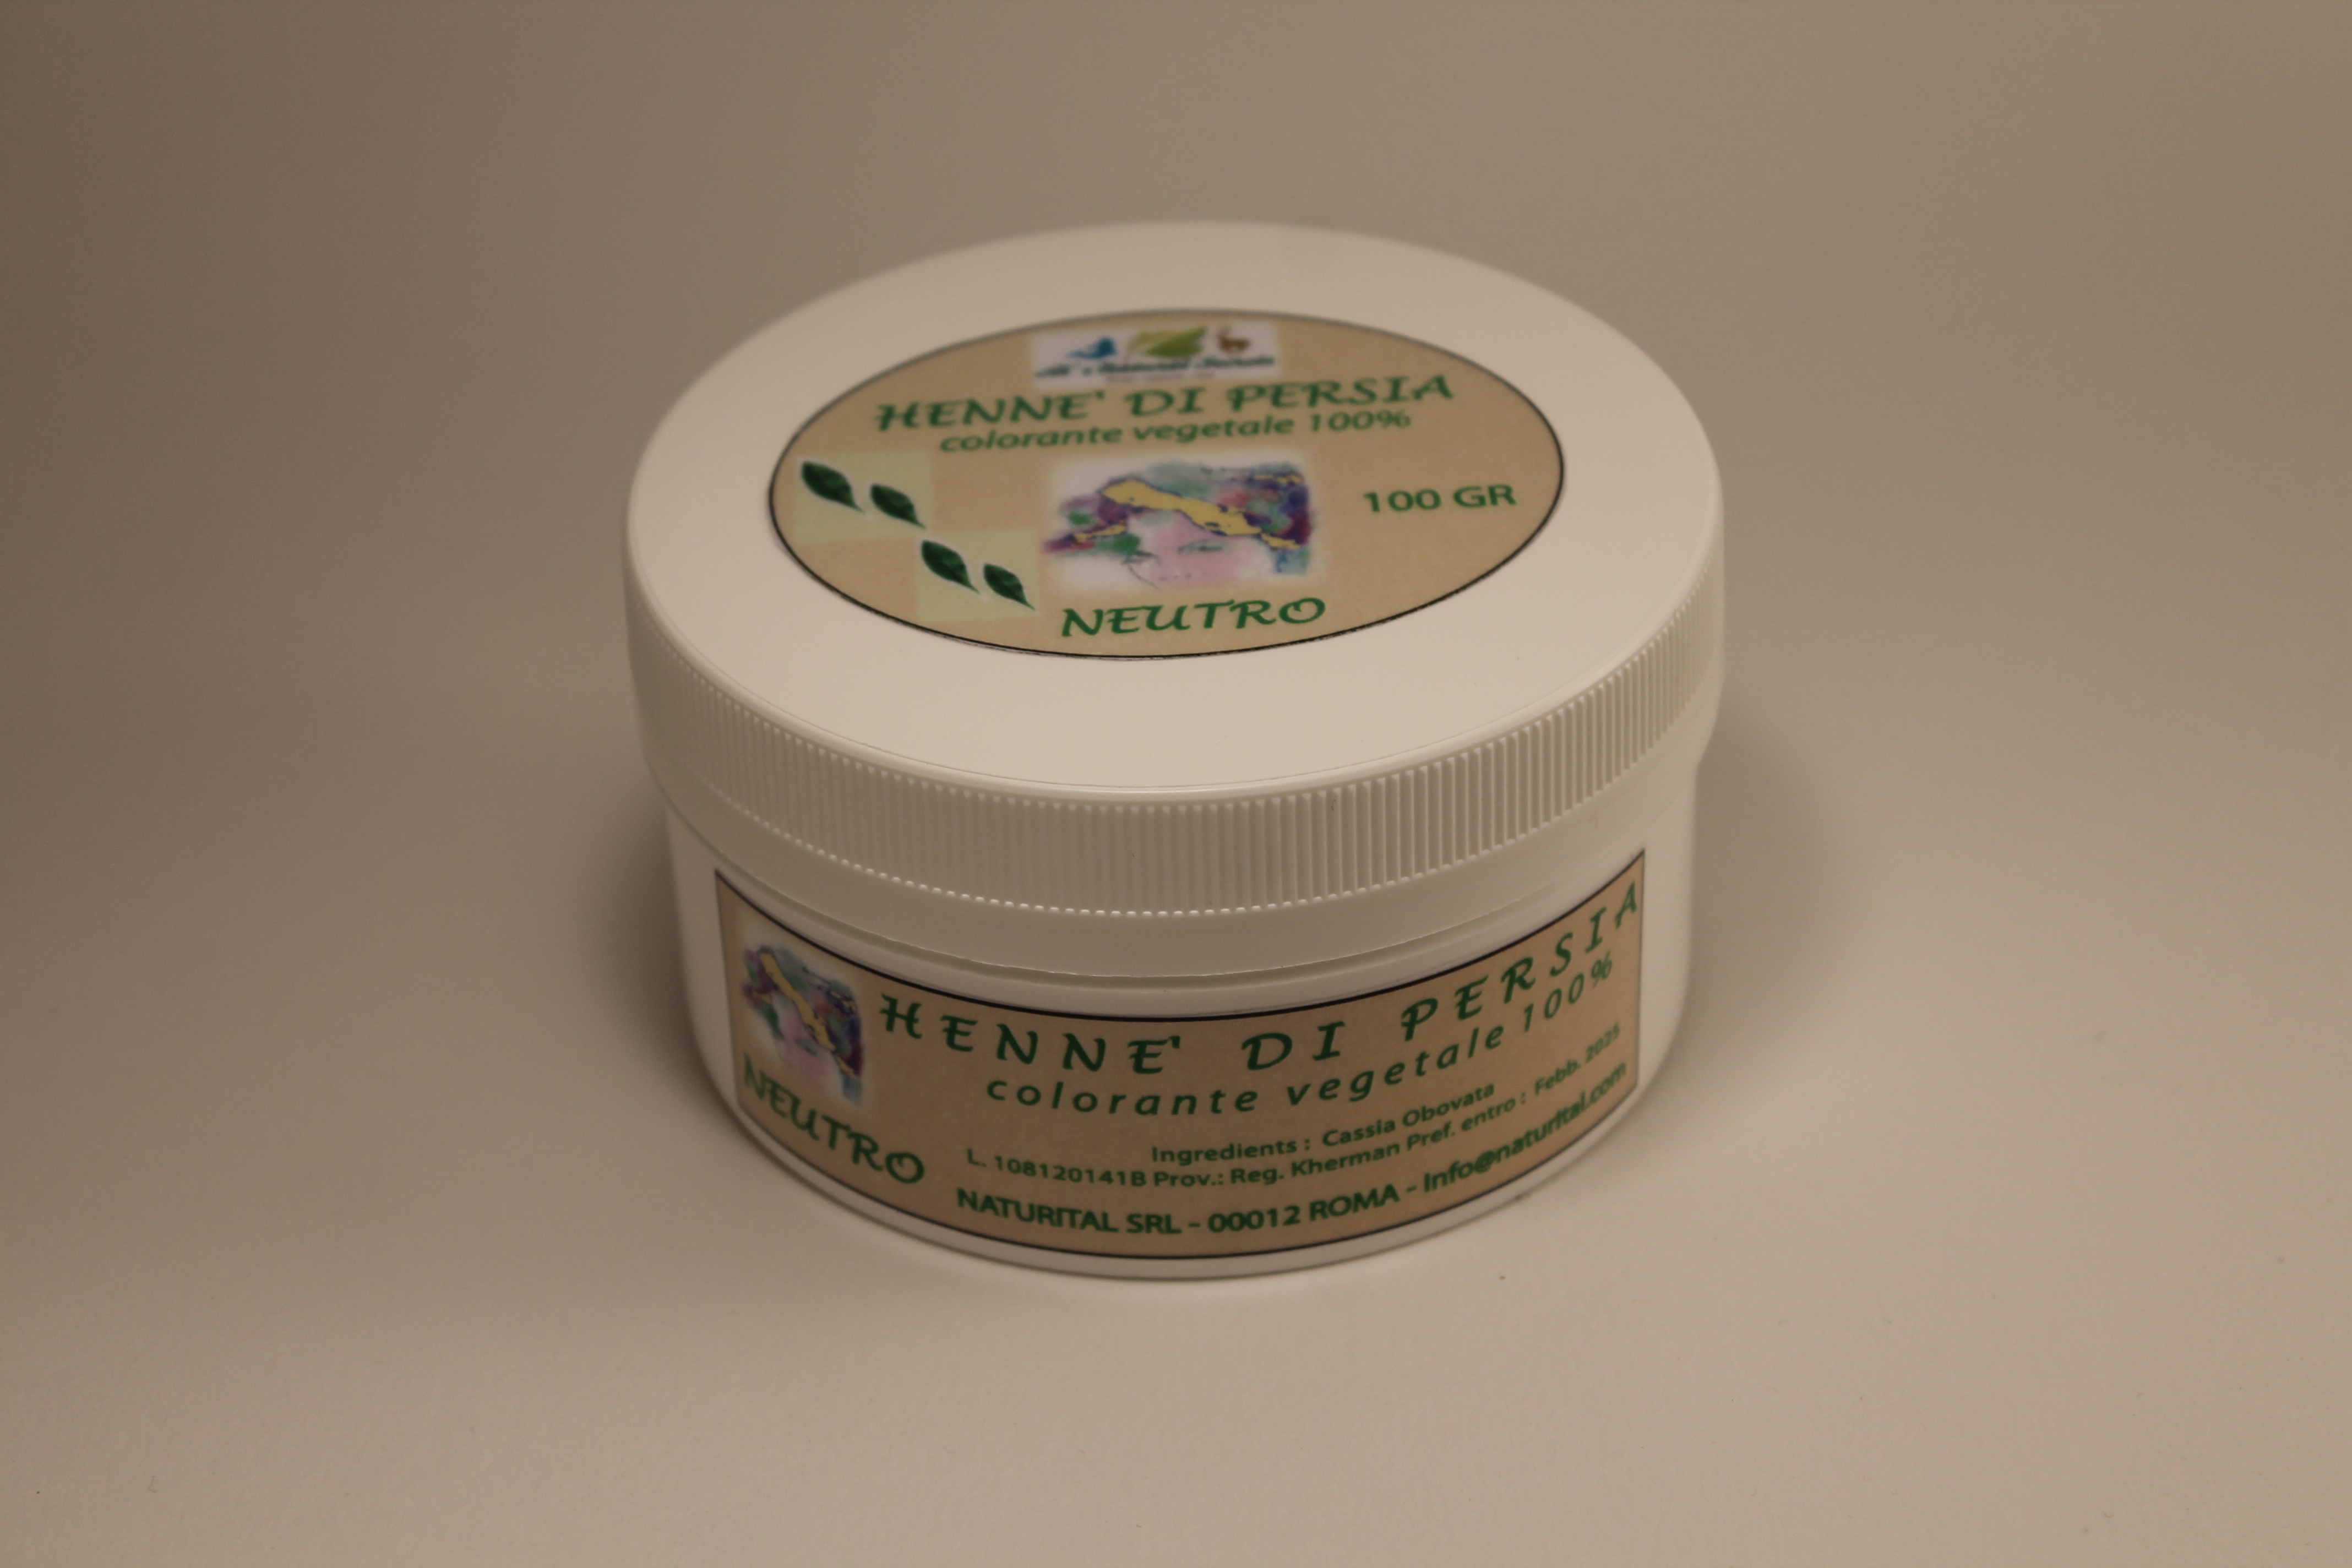 HENNE' DI PERSIA
colorante vegetale 100%
100 GR
NEUTRO
HENNE' DI PERSIA
colorante vegetale 100%
NEUTRO
Ingredients : Cassia Obovata
L. 108120141B Prov.: Reg. Kherman Pref. entro : Febb. 2025
NATURITAL SRL - 00012 ROMA - Info@naturital.com